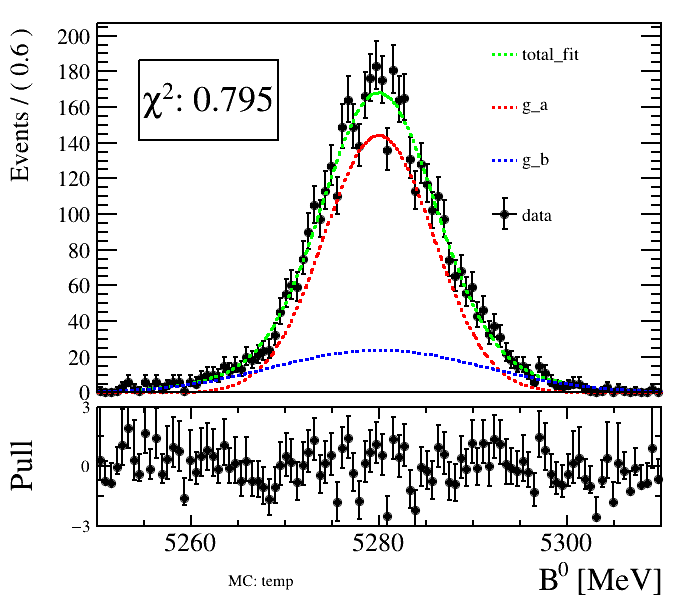 Events / ( 0.6 )
200
180
160
140
120
100
80
60
40
20
0
χ²: 0.795
total_fit
g_a
g_b
data
Pull
3
0
−3
5260 5280 5300
MC: temp
B⁰ [MeV]